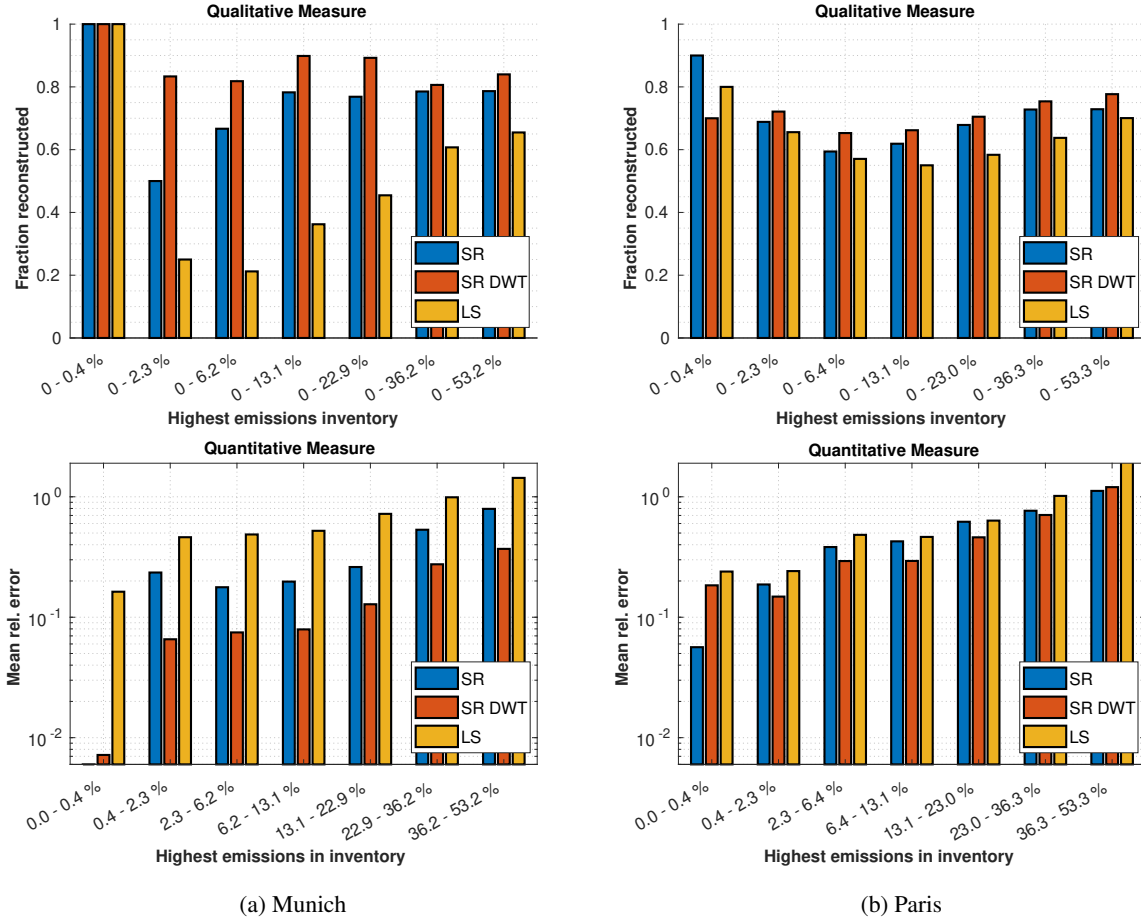 Qualitative Measure
Fraction reconstructed
1
0.8
0.6
0.4
0.2
0
SR
SR DWT
LS
0 - 0.4 %
0 - 2.3 %
0 - 6.2 %
0 - 13.1 %
0 - 22.9 %
0 - 36.2 %
0 - 53.2 %
Highest emissions inventory
Qualitative Measure
Fraction reconstructed
1
0.8
0.6
0.4
0.2
0
SR
SR DWT
LS
0 - 0.4 %
0 - 2.3 %
0 - 6.4 %
0 - 13.1 %
0 - 23.0 %
0 - 36.3 %
0 - 53.3 %
Highest emissions inventory
Quantitative Measure
Mean rel. error
10^0
10^-1
10^-2
SR
SR DWT
LS
0.0 - 0.4 %
0.4 - 2.3 %
2.3 - 6.2 %
6.2 - 13.1 %
13.1 - 22.9 %
22.9 - 36.2 %
36.2 - 53.2 %
Highest emissions in inventory
(a) Munich
Quantitative Measure
Mean rel. error
10^0
10^-1
10^-2
SR
SR DWT
LS
0.0 - 0.4 %
0.4 - 2.3 %
2.3 - 6.4 %
6.4 - 13.1 %
13.1 - 23.0 %
23.0 - 36.3 %
36.3 - 53.3 %
Highest emissions in inventory
(b) Paris